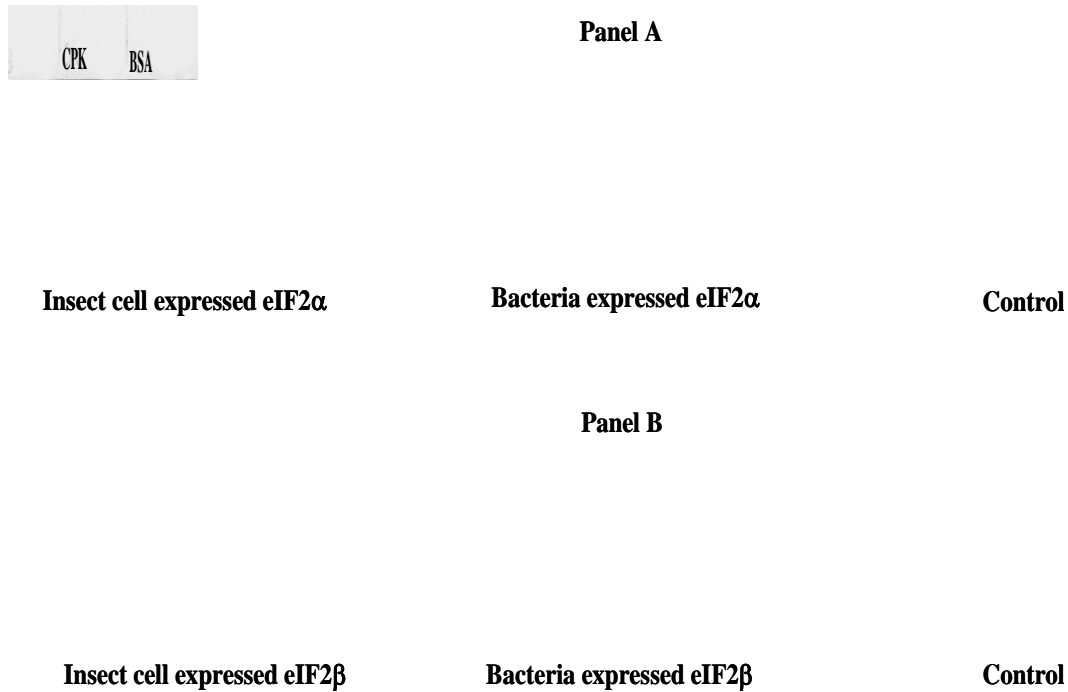 Panel A
CPK BSA
Insect cell expressed eIF2α Bacteria expressed eIF2α Control
Panel B
Insect cell expressed eIF2β Bacteria expressed eIF2β Control